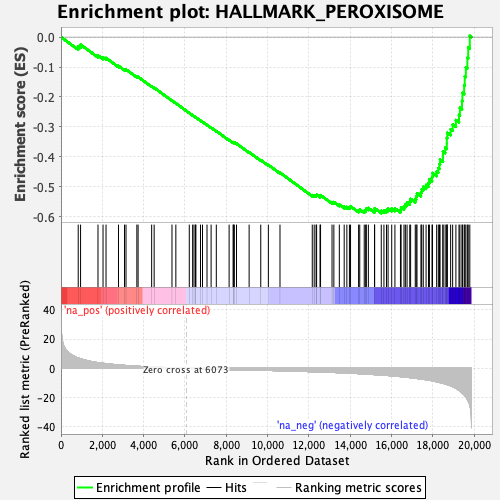 Enrichment plot: HALLMARK_PEROXISOME
Enrichment score (ES)
0.0
-0.1
-0.2
-0.3
-0.4
-0.5
-0.6
Ranked list metric (PreRanked)
40
20
0
-20
-40
'na_pos' (positively correlated)
Zero cross at 6073
'na_neg' (negatively correlated)
0
2,000
4,000
6,000
8,000
10,000
12,000
14,000
16,000
18,000
20,000
Rank in Ordered Dataset
Enrichment profile
Hits
Ranking metric scores